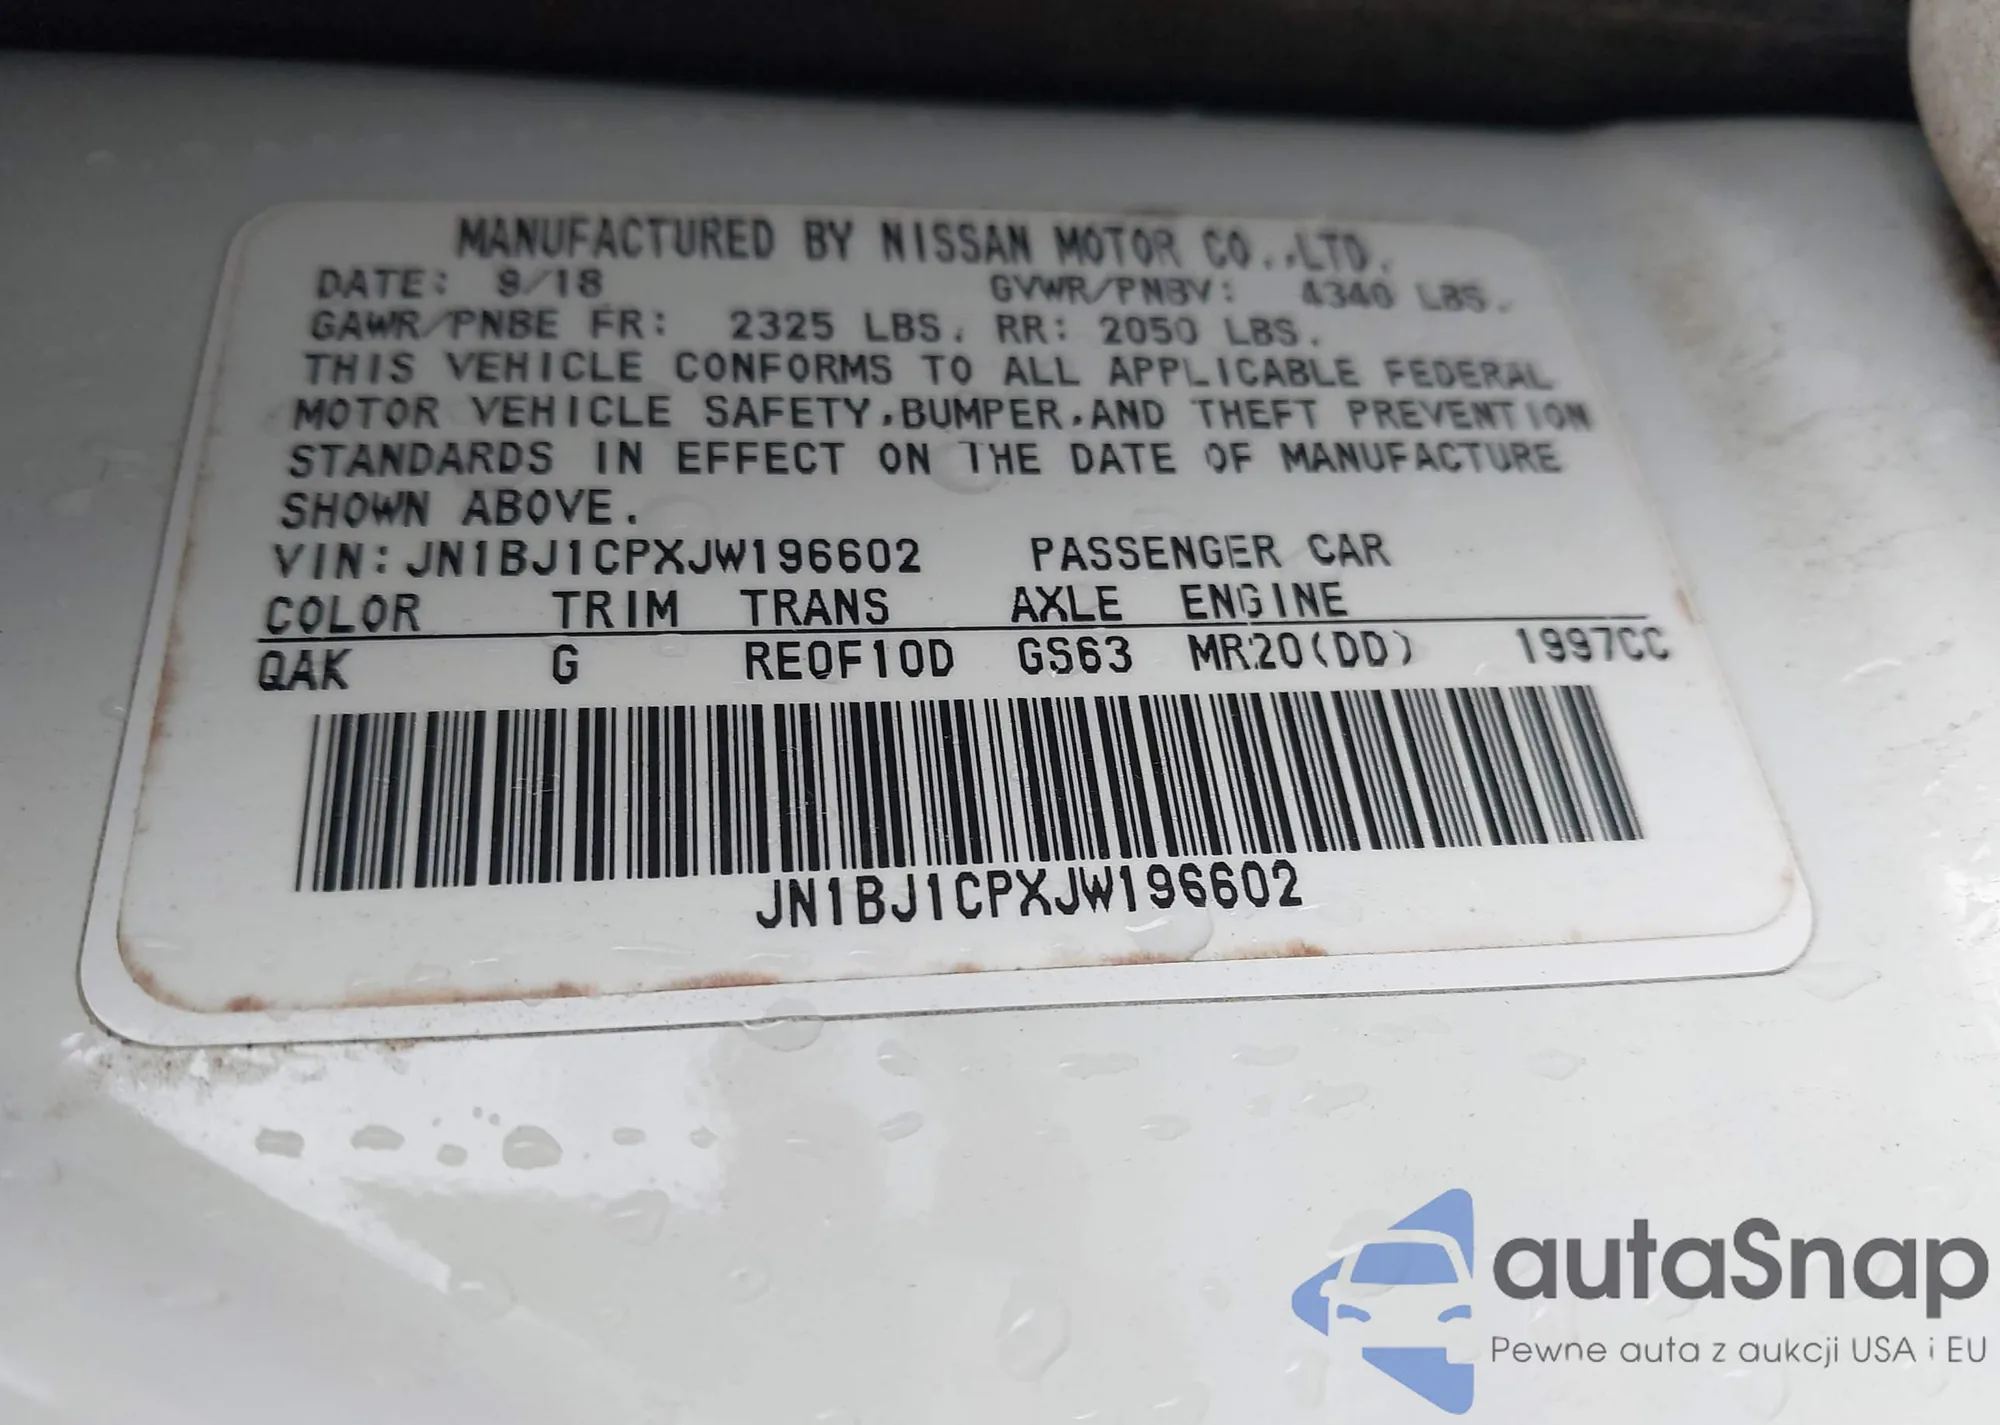 MANUFACTURED BY NISSAN MOTOR CO.,LTD.
DATE: 9/18 GVWR/PNBV: 4340 LBS.
GAWR/PNBE FR: 2325 LBS. RR: 2050 LBS.
THIS VEHICLE CONFORMS TO ALL APPLICABLE FEDERAL
MOTOR VEHICLE SAFETY,BUMPER,AND THEFT PREVENTION
STANDARDS IN EFFECT ON THE DATE OF MANUFACTURE
SHOWN ABOVE.
VIN:JN1BJ1CPXJW196602 PASSENGER CAR
COLOR TRIM TRANS AXLE ENGINE
QAK G RE0F10D GS63 MR20(DD) 1997CC
JN1BJ1CPXJW196602
autaSnap
Pewne auta z aukcji USA i EU